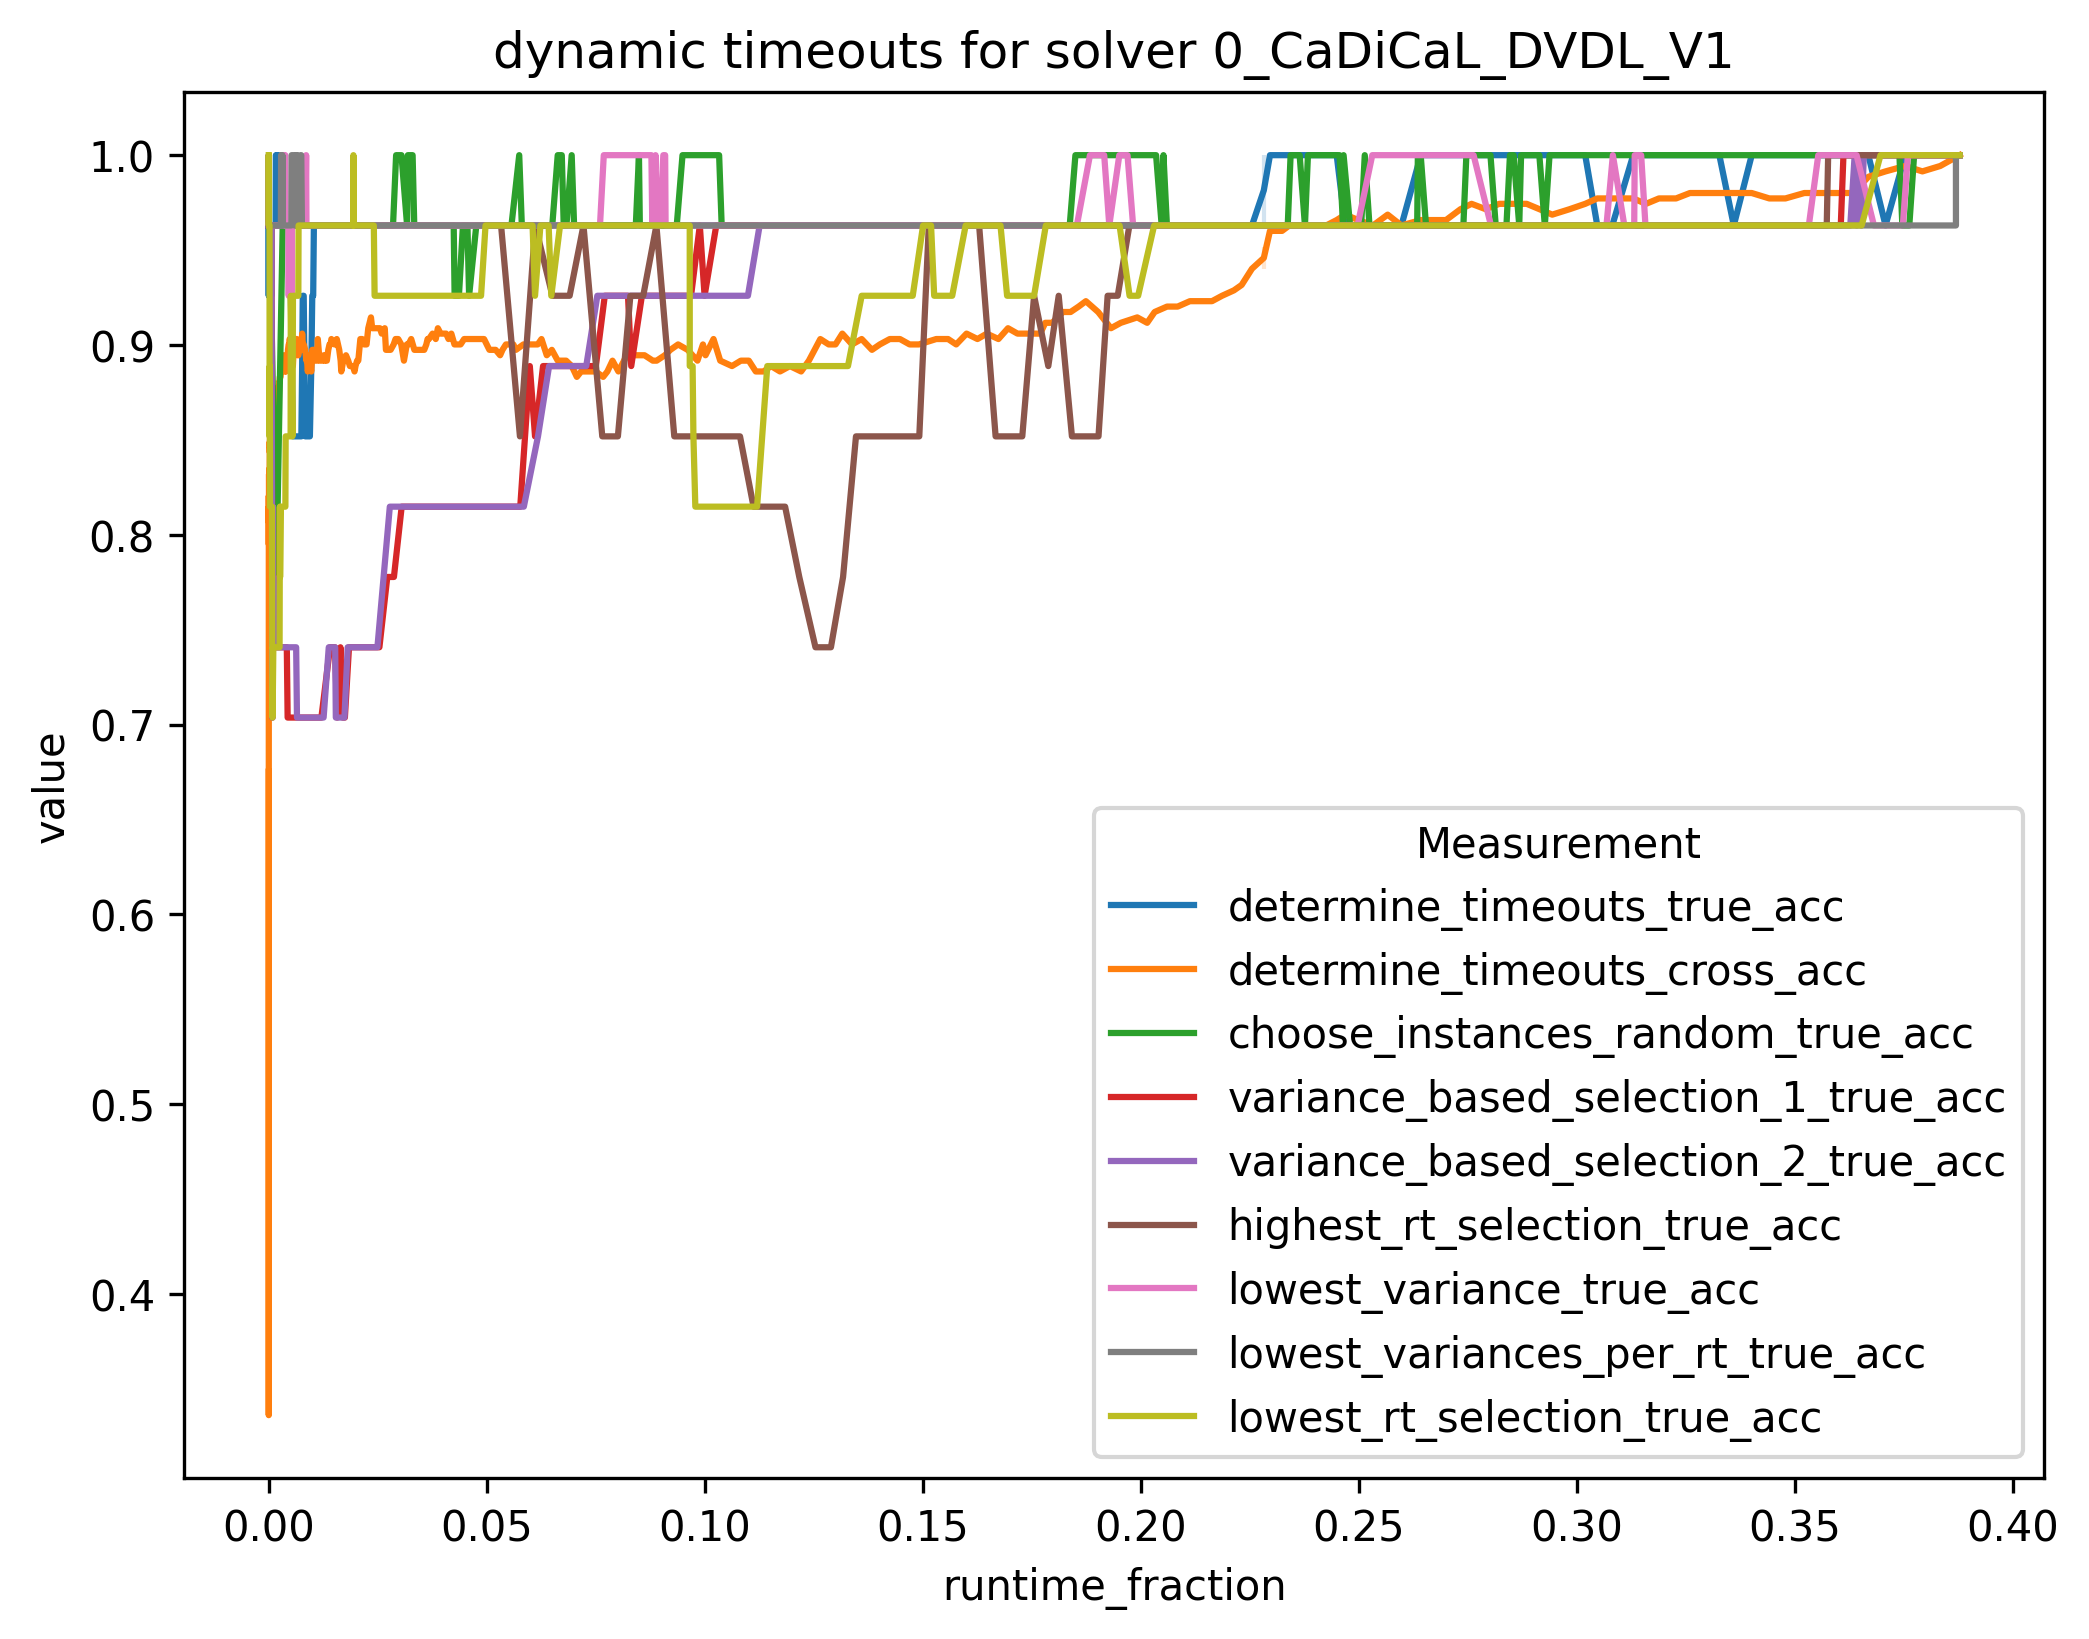 dynamic timeouts for solver 0_CaDiCaL_DVDL_V1
1.0
0.9
0.8
0.7
0.6
0.5
0.4
value
Measurement
determine_timeouts_true_acc
determine_timeouts_cross_acc
choose_instances_random_true_acc
variance_based_selection_1_true_acc
variance_based_selection_2_true_acc
highest_rt_selection_true_acc
lowest_variance_true_acc
lowest_variances_per_rt_true_acc
lowest_rt_selection_true_acc
0.00 0.05 0.10 0.15 0.20 0.25 0.30 0.35 0.40
runtime_fraction